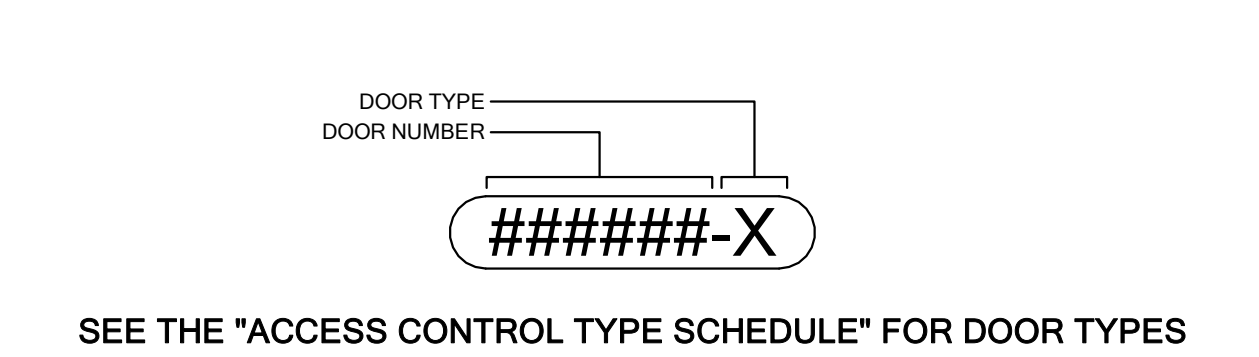 DOOR TYPE
DOOR NUMBER
######-X
SEE THE "ACCESS CONTROL TYPE SCHEDULE" FOR DOOR TYPES